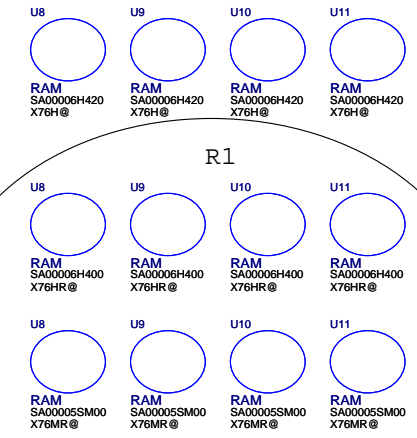 U8 U9 U10 U11
RAM RAM RAM RAM
SA00006H420 SA00006H420 SA00006H420 SA00006H420
X76H@ X76H@ X76H@ X76H@
R1
U8 U9 U10 U11
RAM RAM RAM RAM
SA00006H400 SA00006H400 SA00006H400 SA00006H400
X76HR@ X76HR@ X76HR@ X76HR@
U8 U9 U10 U11
RAM RAM RAM RAM
SA00005SM00 SA00005SM00 SA00005SM00 SA00005SM00
X76MR@ X76MR@ X76MR@ X76MR@